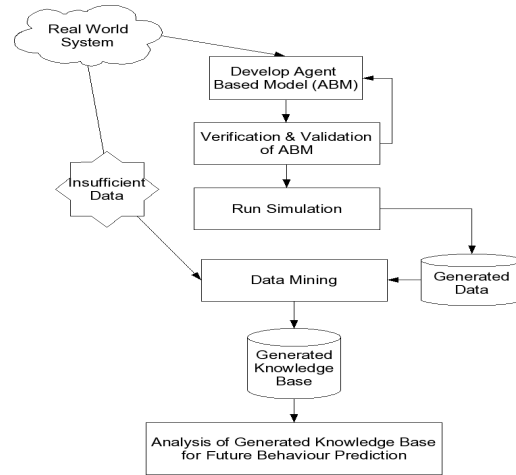 Real World
System
Develop Agent
Based Model (ABM)
Verification & Validation
of ABM
Insufficient
Data
Run Simulation
Data Mining
Generated
Data
Generated
Knowledge
Base
Analysis of Generated Knowledge Base
for Future Behaviour Prediction